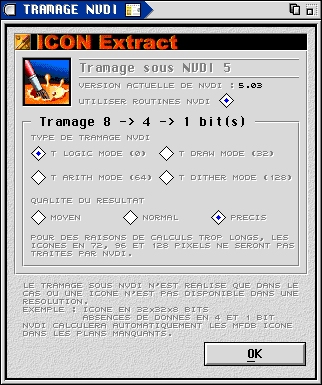 TRAMAGE NVDI
ICON Extract
Tramage sous NVDI 5
VERSION ACTUELLE DE NVDI : 5.03
UTILISER ROUTINES NVDI
Tramage 8 -> 4 -> 1 bit(s)
TYPE DE TRAMAGE NVDI
T LOGIC MODE (0) T DRAW MODE (32)
T ARITH MODE (64) T DITHER MODE (128)
QUALITE DU RESULTAT
MOYEN NORMAL PRECIS
POUR DES RAISONS DE CALCULS TROP LONGS, LES
ICONES EN 72, 96 ET 128 PIXELS NE SERONT PAS
TRAITES PAR NVDI.
LE TRAMAGE SOUS NVDI N'EST REALISE QUE DANS LE
CAS OU UNE ICONE N'EST PAS DISPONIBLE DANS UNE
RESOLUTION.
EXEMPLE : ICONE EN 32x32x8 BITS
ABSENCES DE DONNEES EN 4 ET 1 BIT
NVDI CALCULERA AUTOMATIQUEMENT LES MFDB ICONE
DANS LES PLANS MANQUANTS.
OK